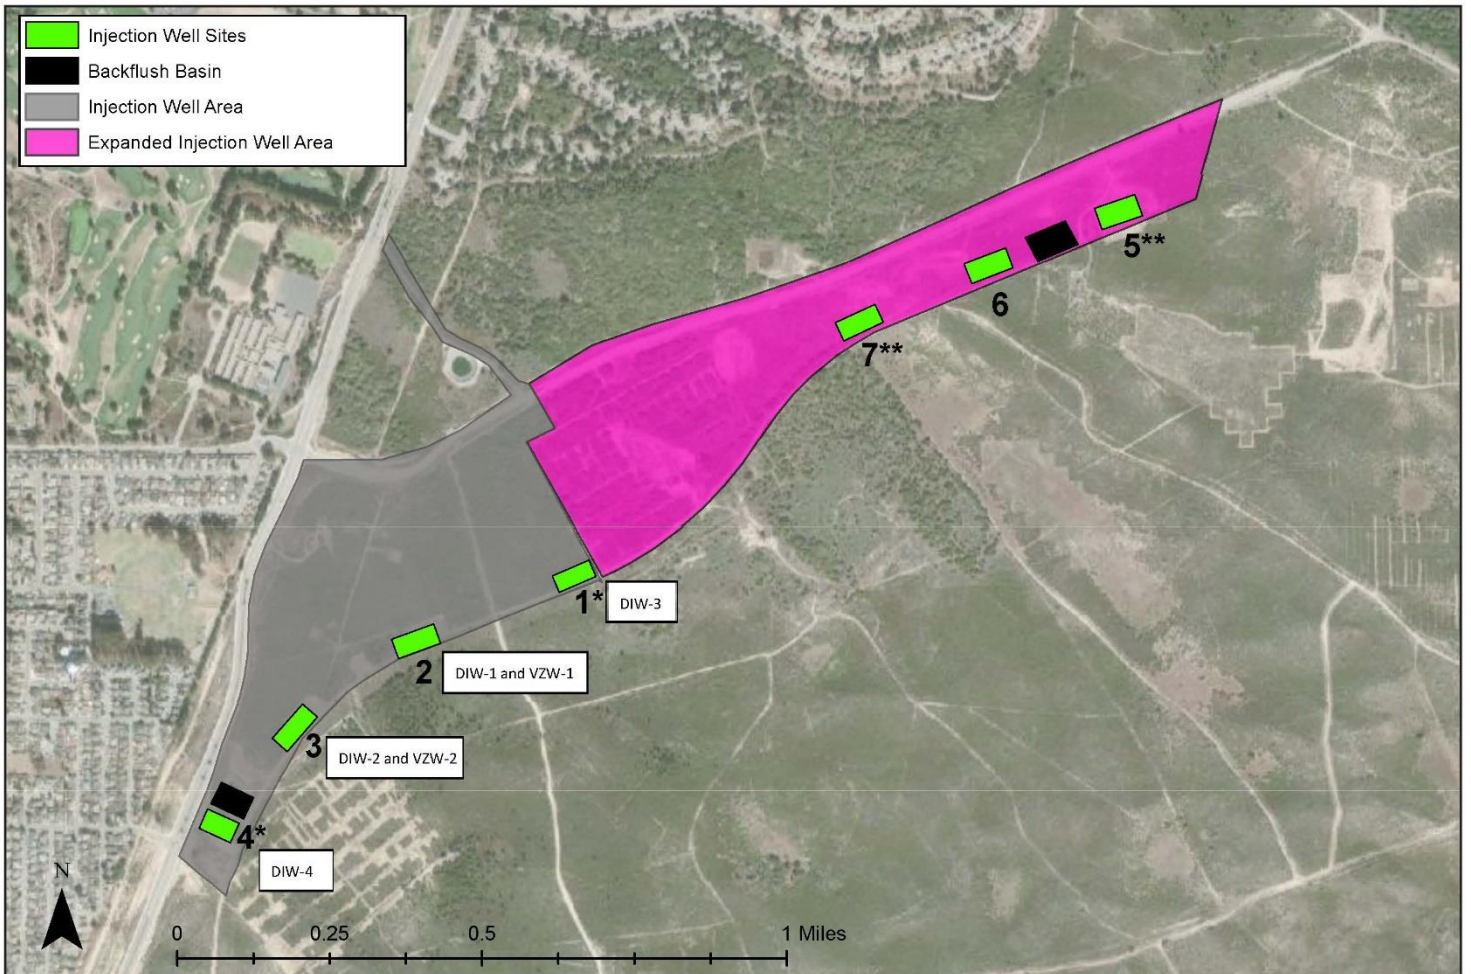 Injection Well Sites
Backflush Basin
Injection Well Area
Expanded Injection Well Area
5**
6
7**
1*
DIW-3
2
DIW-1 and VZW-1
3
DIW-2 and VZW-2
4*
DIW-4
N
0 0.25 0.5 1 Miles